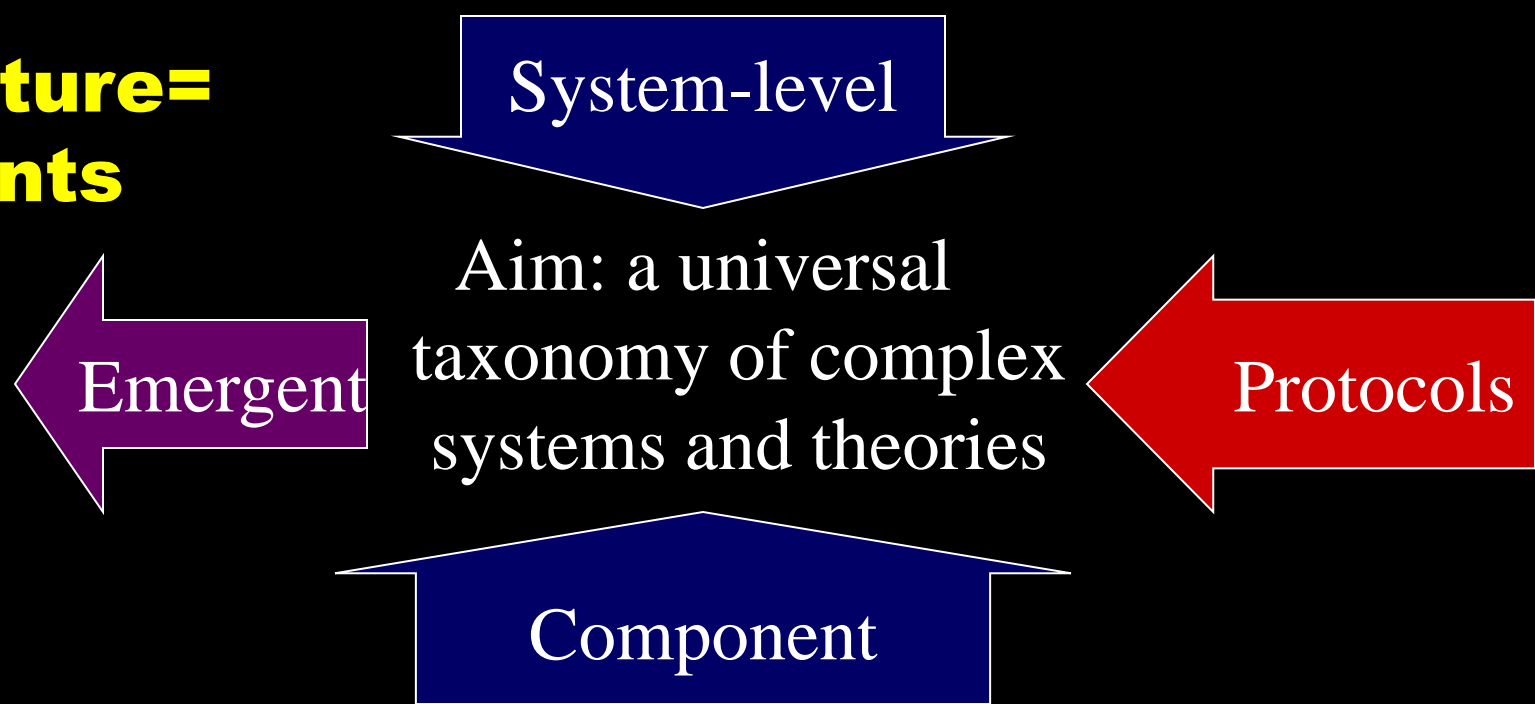 ture=
nts
System-level
Aim: a universal
taxonomy of complex
systems and theories
Emergent
Protocols
Component